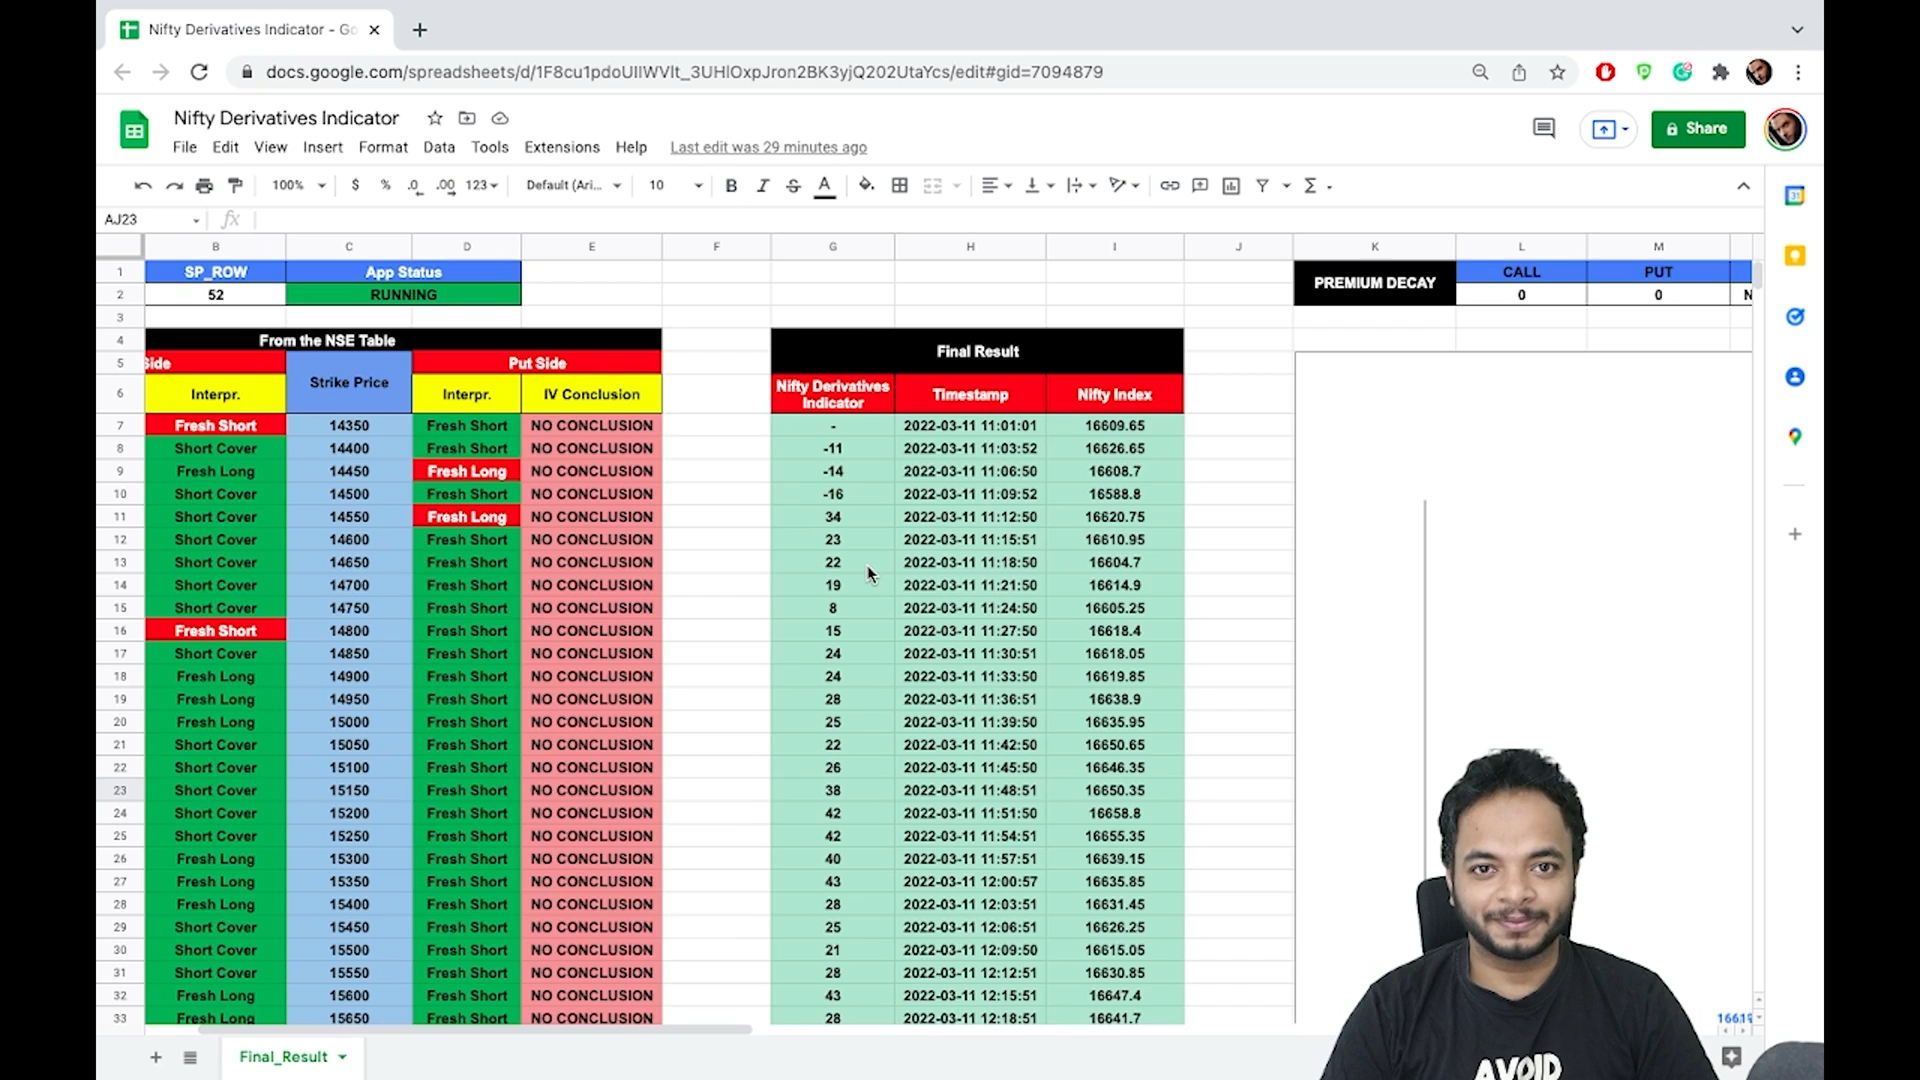 Nifty Derivatives Indicator - Go
docs.google.com/spreadsheets/d/1F8cu1pdoUIIWVlt_3UHlOxpJron2BK3yjQ202UtaYcs/edit#gid=7094879
Nifty Derivatives Indicator
Share
File Edit View Insert Format Data Tools Extensions Help Last edit was 29 minutes ago
100% $ % .0 .00 123 Default (Ari... 10 B I S A
AJ23 fx
B C D E F G H I J K L M
1 SP_ROW App Status PREMIUM DECAY CALL PUT
2 52 RUNNING 0 0 N
3
4 From the NSE Table Final Result
5 Side Strike Price Put Side
6 Interpr. Interpr. IV Conclusion Nifty Derivatives Indicator Timestamp Nifty Index
7 Fresh Short 14350 Fresh Short NO CONCLUSION - 2022-03-11 11:01:01 16609.65
8 Short Cover 14400 Fresh Short NO CONCLUSION -11 2022-03-11 11:03:52 16626.65
9 Fresh Long 14450 Fresh Long NO CONCLUSION -14 2022-03-11 11:06:50 16608.7
10 Short Cover 14500 Fresh Short NO CONCLUSION -16 2022-03-11 11:09:52 16588.8
11 Short Cover 14550 Fresh Long NO CONCLUSION 34 2022-03-11 11:12:50 16620.75
12 Short Cover 14600 Fresh Short NO CONCLUSION 23 2022-03-11 11:15:51 16610.95
13 Short Cover 14650 Fresh Short NO CONCLUSION 22 2022-03-11 11:18:50 16604.7
14 Short Cover 14700 Fresh Short NO CONCLUSION 19 2022-03-11 11:21:50 16614.9
15 Short Cover 14750 Fresh Short NO CONCLUSION 8 2022-03-11 11:24:50 16605.25
16 Fresh Short 14800 Fresh Short NO CONCLUSION 15 2022-03-11 11:27:50 16618.4
17 Short Cover 14850 Fresh Short NO CONCLUSION 24 2022-03-11 11:30:51 16618.05
18 Fresh Long 14900 Fresh Short NO CONCLUSION 24 2022-03-11 11:33:50 16619.85
19 Fresh Long 14950 Fresh Short NO CONCLUSION 28 2022-03-11 11:36:51 16638.9
20 Fresh Long 15000 Fresh Short NO CONCLUSION 25 2022-03-11 11:39:50 16635.95
21 Short Cover 15050 Fresh Short NO CONCLUSION 22 2022-03-11 11:42:50 16650.65
22 Short Cover 15100 Fresh Short NO CONCLUSION 26 2022-03-11 11:45:50 16646.35
23 Short Cover 15150 Fresh Short NO CONCLUSION 38 2022-03-11 11:48:51 16650.35
24 Short Cover 15200 Fresh Short NO CONCLUSION 42 2022-03-11 11:51:50 16658.8
25 Short Cover 15250 Fresh Short NO CONCLUSION 42 2022-03-11 11:54:51 16655.35
26 Fresh Long 15300 Fresh Short NO CONCLUSION 40 2022-03-11 11:57:51 16639.15
27 Fresh Long 15350 Fresh Short NO CONCLUSION 43 2022-03-11 12:00:57 16635.85
28 Fresh Long 15400 Fresh Short NO CONCLUSION 28 2022-03-11 12:03:51 16631.45
29 Short Cover 15450 Fresh Short NO CONCLUSION 25 2022-03-11 12:06:51 16626.25
30 Short Cover 15500 Fresh Short NO CONCLUSION 21 2022-03-11 12:09:50 16615.05
31 Short Cover 15550 Fresh Short NO CONCLUSION 28 2022-03-11 12:12:51 16630.85
32 Fresh Long 15600 Fresh Short NO CONCLUSION 43 2022-03-11 12:15:51 16647.4
33 Fresh Long 15650 Fresh Short NO CONCLUSION 28 2022-03-11 12:18:51 16641.7
16619
Final_Result
AVOID